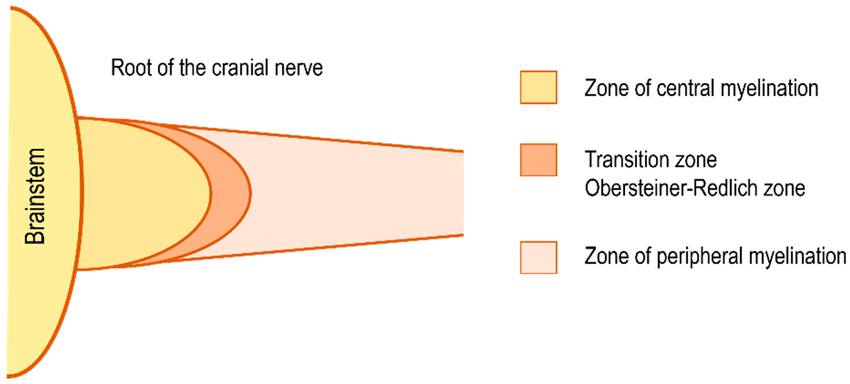 Root of the cranial nerve
Brainstem
Zone of central myelination
Transition zone
Obersteiner-Redlich zone
Zone of peripheral myelination